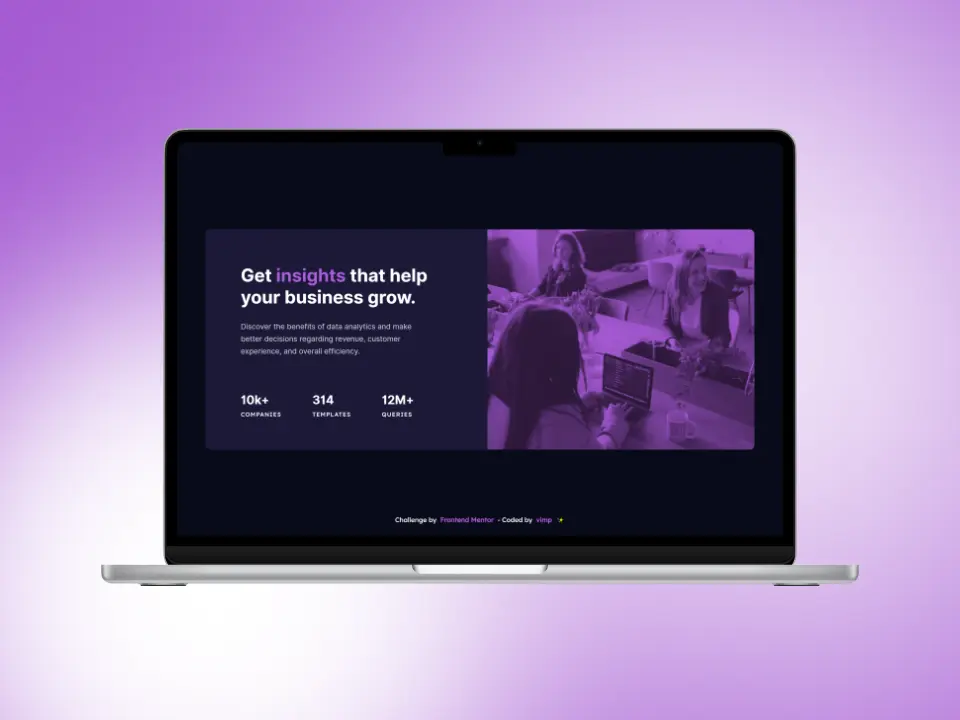 Get insights that help
your business grow.
Discover the benefits of data analytics and make
better decisions regarding revenue, customer
experience, and overall efficiency.
10k+ 314 12M+
COMPANIES TEMPLATES QUERIES
Challenge by Frontend Mentor - Coded by vimp